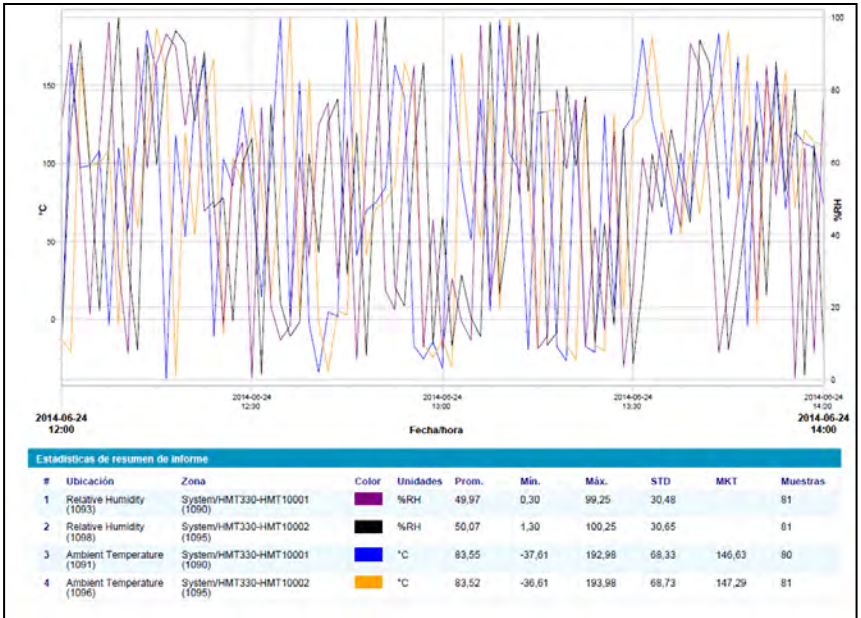 100
150
80
100
60
°C
%RH
50
40
0
20
0
2014-06-24 2014-06-24 2014-06-24 2014-06-24
12:30 13:00 13:30 14:00
2014-06-24 2014-06-24
12:00 Fecha/hora 14:00
Estadísticas de resumen de informe
# Ubicación Zona Color Unidades Prom. Mín. Máx. STD MKT Muestras
1 Relative Humidity System/HMT330-HMT10001 %RH 49,97 0,30 99,25 30,48 81
(1093) (1090)
2 Relative Humidity System/HMT330-HMT10002 %RH 50,07 1,30 100,25 30,65 81
(1098) (1095)
3 Ambient Temperature System/HMT330-HMT10001 °C 83,55 -37,61 192,98 68,33 146,63 80
(1091) (1090)
4 Ambient Temperature System/HMT330-HMT10002 °C 83,52 -36,61 193,98 68,73 147,29 81
(1096) (1095)